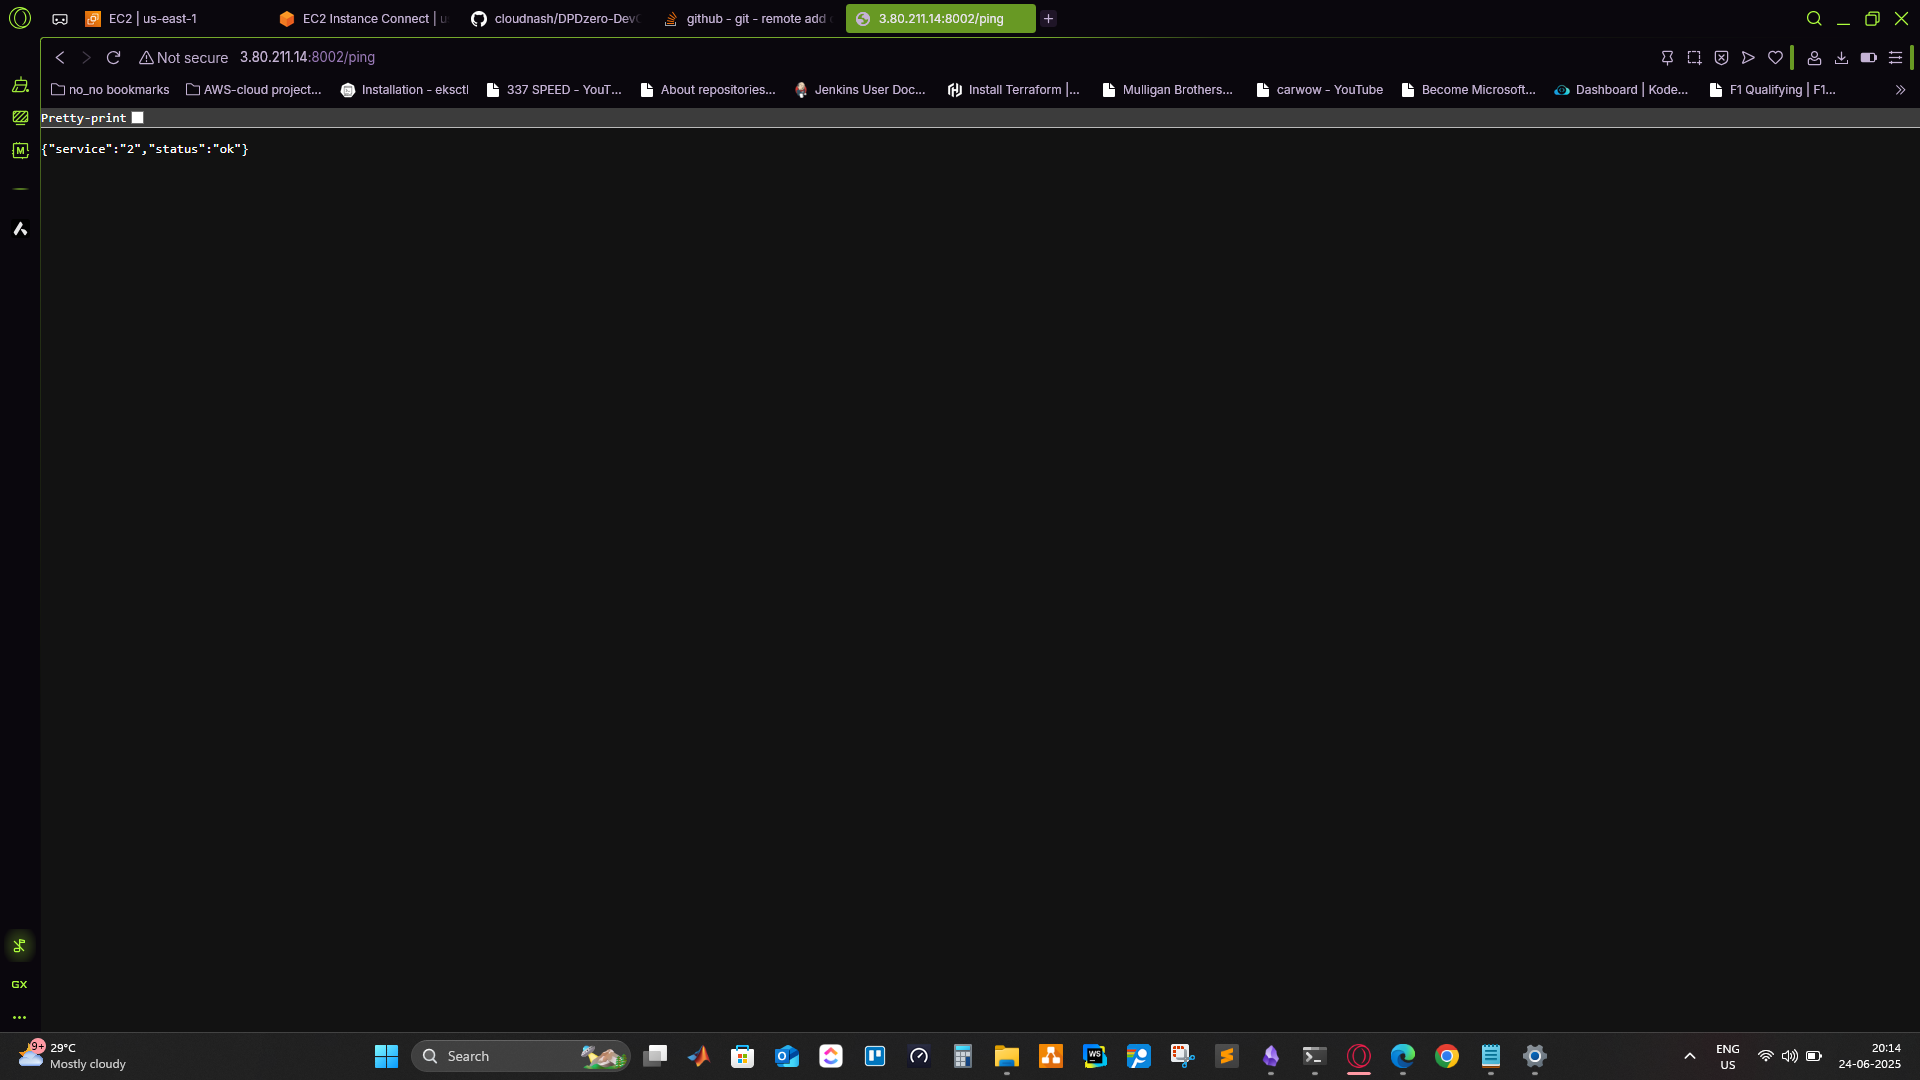 EC2 | us-east-1
EC2 Instance Connect | u
cloudnash/DPDzero-Dev
github - git - remote add
3.80.211.14:8002/ping
Not secure 3.80.211.14:8002/ping
no_no bookmarks
AWS-cloud project...
Installation - eksctl
337 SPEED - YouT...
About repositories...
Jenkins User Doc...
Install Terraform |...
Mulligan Brothers...
carwow - YouTube
Become Microsoft...
Dashboard | Kode...
F1 Qualifying | F1...
Pretty-print
{"service":"2","status":"ok"}
M
GX
9+
29°C
Mostly cloudy
Search
WS
ENG
US
20:14
24-06-2025